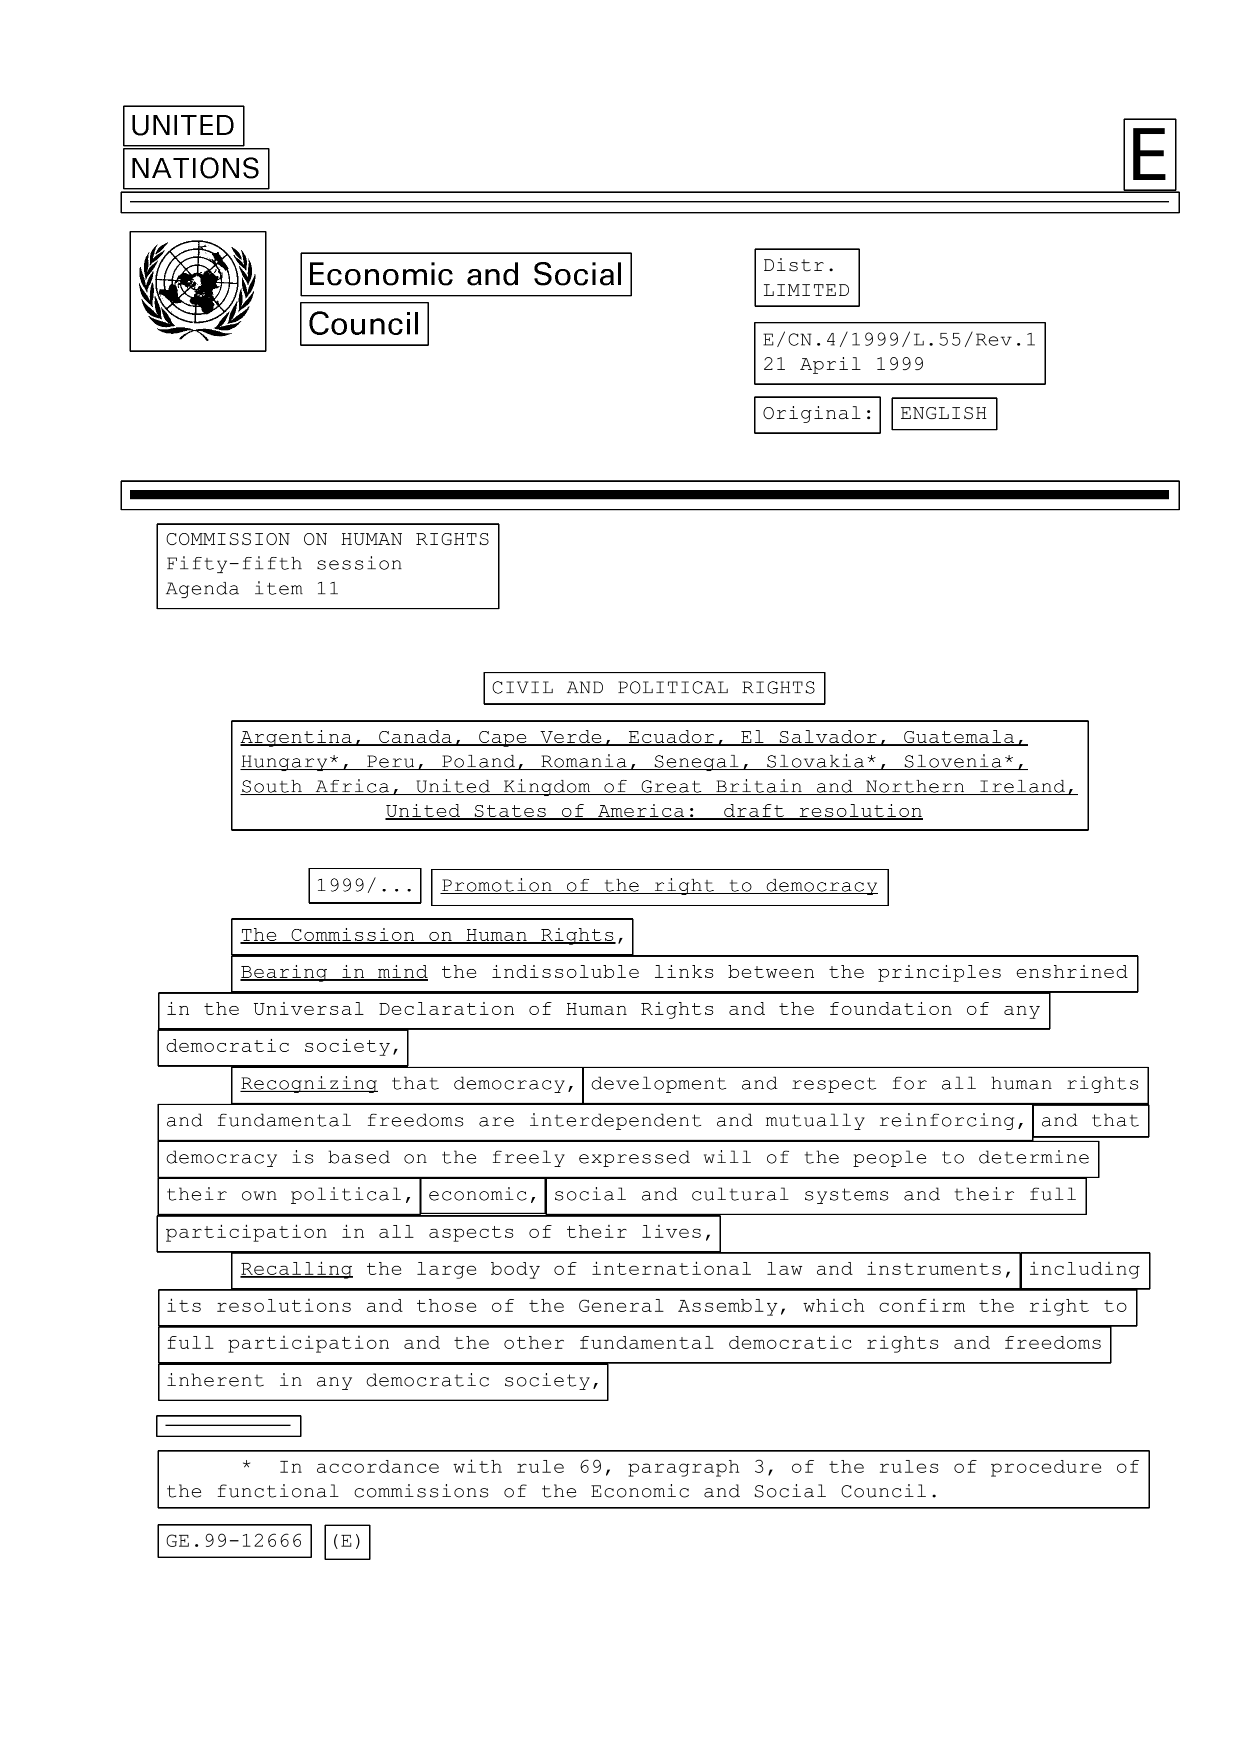 UNITED
NATIONS
E
Economic and Social
Council
Distr.
LIMITED
E/CN.4/1999/L.55/Rev.1
21 April 1999
Original: ENGLISH
COMMISSION ON HUMAN RIGHTS
Fifty-fifth session
Agenda item 11
CIVIL AND POLITICAL RIGHTS
Argentina, Canada, Cape Verde, Ecuador, El Salvador, Guatemala,
Hungary*, Peru, Poland, Romania, Senegal, Slovakia*, Slovenia*,
South Africa, United Kingdom of Great Britain and Northern Ireland,
United States of America:  draft resolution
1999/... Promotion of the right to democracy
The Commission on Human Rights,
Bearing in mind the indissoluble links between the principles enshrined
in the Universal Declaration of Human Rights and the foundation of any
democratic society,
Recognizing that democracy, development and respect for all human rights
and fundamental freedoms are interdependent and mutually reinforcing, and that
democracy is based on the freely expressed will of the people to determine
their own political, economic, social and cultural systems and their full
participation in all aspects of their lives,
Recalling the large body of international law and instruments, including
its resolutions and those of the General Assembly, which confirm the right to
full participation and the other fundamental democratic rights and freedoms
inherent in any democratic society,
*  In accordance with rule 69, paragraph 3, of the rules of procedure of
the functional commissions of the Economic and Social Council.
GE.99-12666 (E)